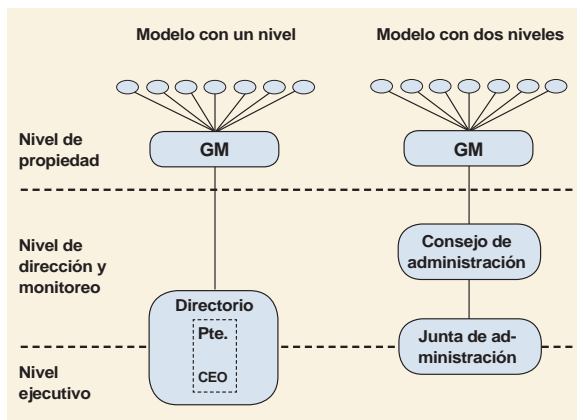 Modelo con un nivel
Modelo con dos niveles
Nivel de
propiedad
GM
GM
Nivel de
dirección y
monitoreo
Consejo de
administración
Directorio
Pte.
CEO
Junta de ad-
ministración
Nivel
ejecutivo